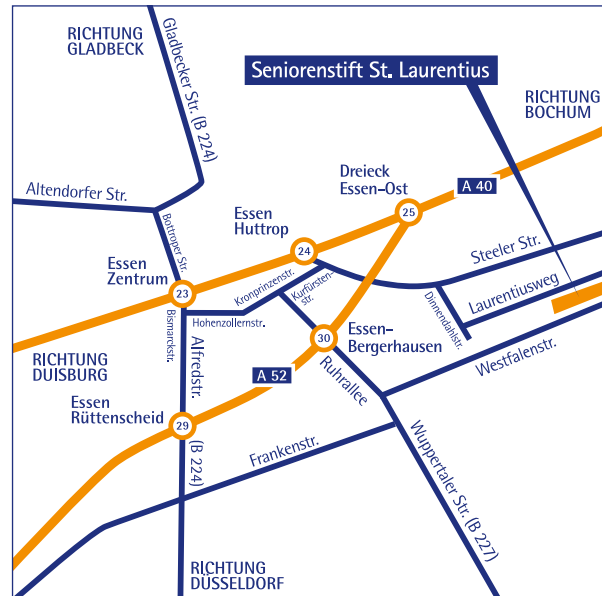 RICHTUNG
GLADBECK
Gladbecker Str. (B 224)
Seniorenstift St. Laurentius
RICHTUNG
BOCHUM
Dreieck
Essen-Ost
A 40
Altendorfer Str.
Bottroper Str.
Essen
Huttrop
25
24
Steeler Str.
Essen
Zentrum
23
Kronprinzenstr.
Kurfürsten-
str.
Dinnendahlstr.
Laurentiusweg
Bismarckstr.
Hohenzollernstr.
30
Essen-
Bergerhausen
Westfalenstr.
RICHTUNG
DUISBURG
Alfredstr.
A 52
Ruhrallee
Essen
Rüttenscheid
29
(B 224)
Frankenstr.
Wuppertaler Str. (B 227)
RICHTUNG
DÜSSELDORF